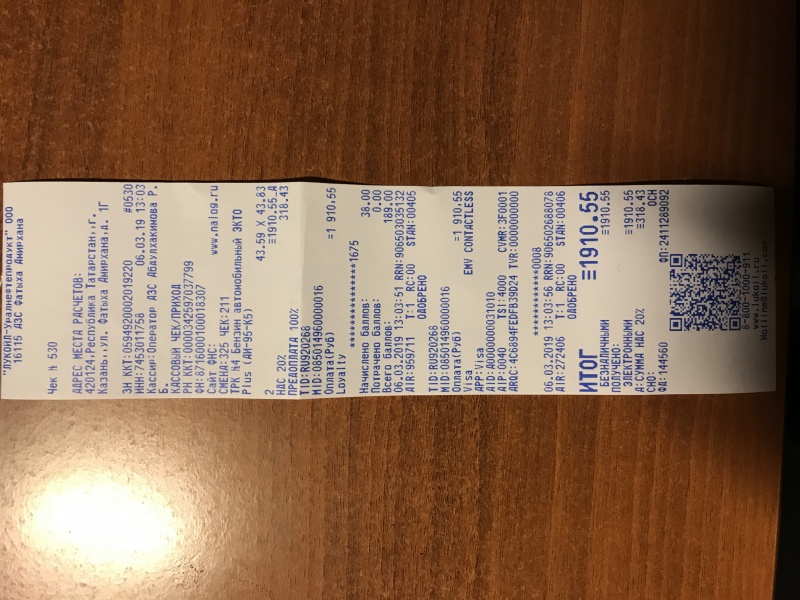 "ЛУКОЙЛ-Уралнефтепродукт" ООО
16115 АЗС Фатыха Амирхана
Чек N 530
АДРЕС МЕСТА РАСЧЕТОВ:
420124.Республика Татарстан,,г.
Казань,,ул. Фатыха Амирхана,д. 1Г
ЗН ККТ:0594920002019220 #0530
ИНН:7453011758 06.03.19 13:03
Кассир:Оператор АЗС Абдулхакимова Р.
Б.
КАССОВЫЙ ЧЕК/ПРИХОД
РН ККТ:0000342597037799
ФН:8716000100018307
Сайт ФНС: www.nalog.ru
СМЕНА:325 ЧЕК:211
ТРК N4 Бензин автомобильный ЭКТО
Plus (АИ-95-К5)
43.59 X 43.83
2 ≡1910.55_А
НДС 20% 318.43
ПРЕДОПЛАТА 100%
TID:RU920268
MID:085014960000016
Оплата(Руб) =1 910.55
Loyally
***************1675
Начислено баллов: 38.00
Потрачено баллов: 0.00
Всего баллов: 189.00
06.03.2019 13:03:51 RRN:906503035132
AIR:959711 T:1 RC:00 STAN:00405
ОДОБРЕНО
TID:RU920268
MID:085014960000016
Оплата(Руб) =1 910.55
Visa EMV CONTACTLESS
APP:Visa
AID:A0000000031010
AIP:0040 TSI:4000 CVMR:3F0001
ARQC:4C6894FEDFB39D24 TVR:0000000000
************0008
06.03.2019 13:03:56 RRN:906502688078
AIR:272406 T:1 RC:00 STAN:00406
ОДОБРЕНО
ИТОГ ≡1910.55
БЕЗНАЛИЧНЫМИ ≡1910.55
ПОЛУЧЕНО:
ЭЛЕКТРОННЫМИ ≡1910.55
А:СУММА НДС 20% ≡318.43
СНО: ОСН
ФД:144560 ФП:2411289092
8-800-1000-911
www.lukoil.com
Hotline@lukoil.com